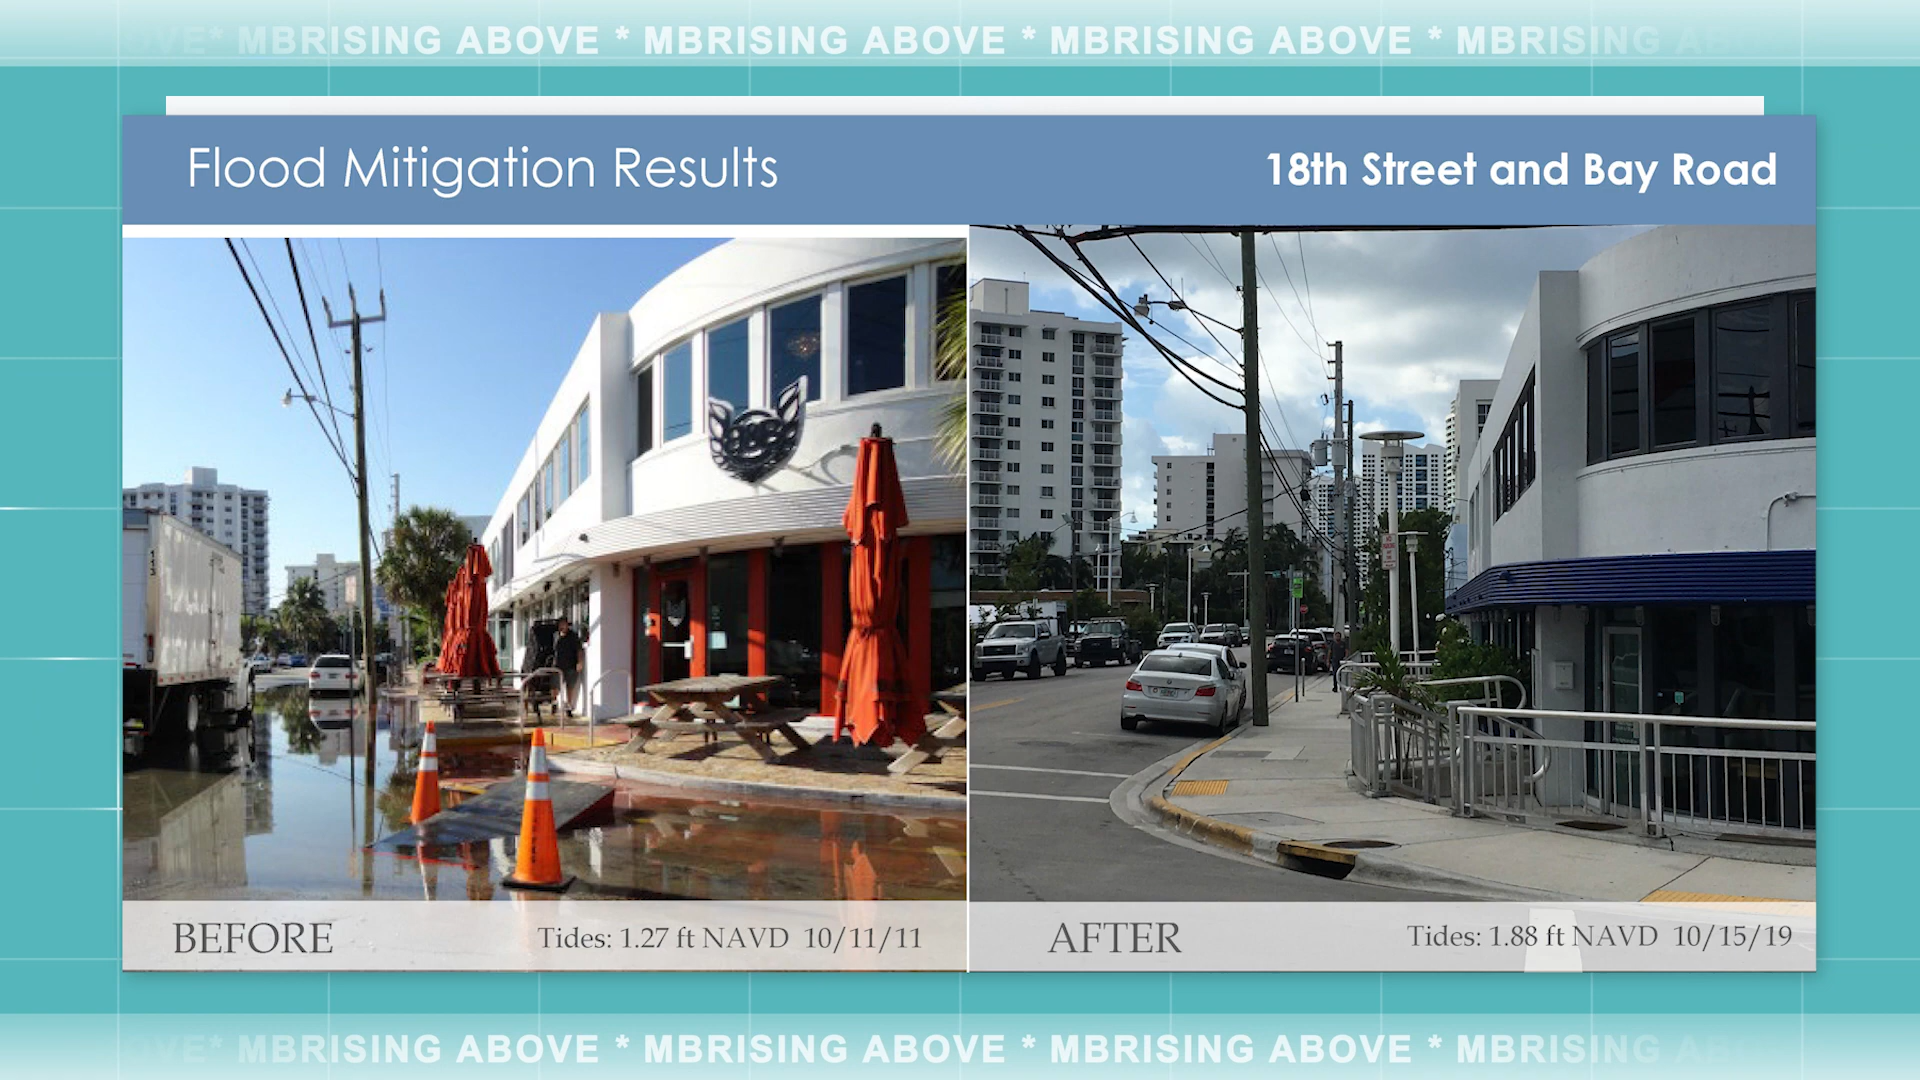 MBRISING ABOVE * MBRISING ABOVE * MBRISING ABOVE * MBRISING
Flood Mitigation Results
18th Street and Bay Road
113
BEFORE
Tides: 1.27 ft NAVD 10/11/11
AFTER
Tides: 1.88 ft NAVD 10/15/19
MBRISING ABOVE * MBRISING ABOVE * MBRISING ABOVE * MBRISING